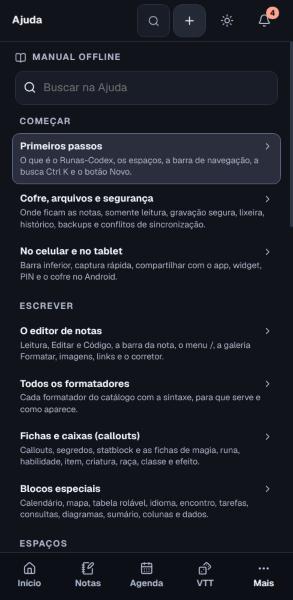 Ajuda
4
MANUAL OFFLINE
Buscar na Ajuda
COMEÇAR
Primeiros passos
O que é o Runas-Codex, os espaços, a barra de navegação, a
busca Ctrl K e o botão Novo.
Cofre, arquivos e segurança
Onde ficam as notas, somente leitura, gravação segura, lixeira,
histórico, backups e conflitos de sincronização.
No celular e no tablet
Barra inferior, captura rápida, compartilhar com o app, widget,
PIN e o cofre no Android.
ESCREVER
O editor de notas
Leitura, Editar e Código, a barra da nota, o menu /, a galeria
Formatar, imagens, links e o corretor.
Todos os formatadores
Cada formatador do catálogo com a sintaxe, para que serve e
como aparece.
Fichas e caixas (callouts)
Callouts, segredos, statblock e as fichas de magia, runa,
habilidade, item, criatura, raça, classe e efeito.
Blocos especiais
Calendário, mapa, tabela rolável, idioma, encontro, tarefas,
consultas, diagramas, sumário, colunas e dados.
ESPAÇOS
Início
Notas
Agenda
VTT
Mais